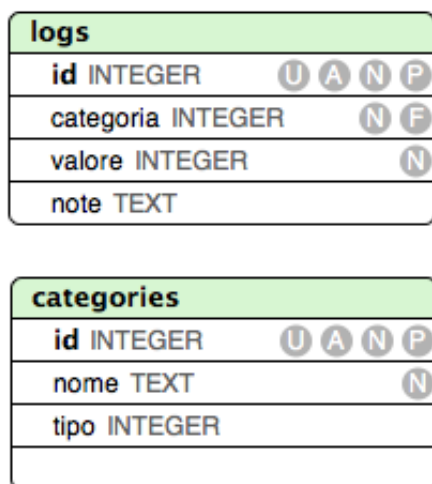 logs
id INTEGER U A N P
categoria INTEGER N F
valore INTEGER N
note TEXT
categories
id INTEGER U A N P
nome TEXT N
tipo INTEGER